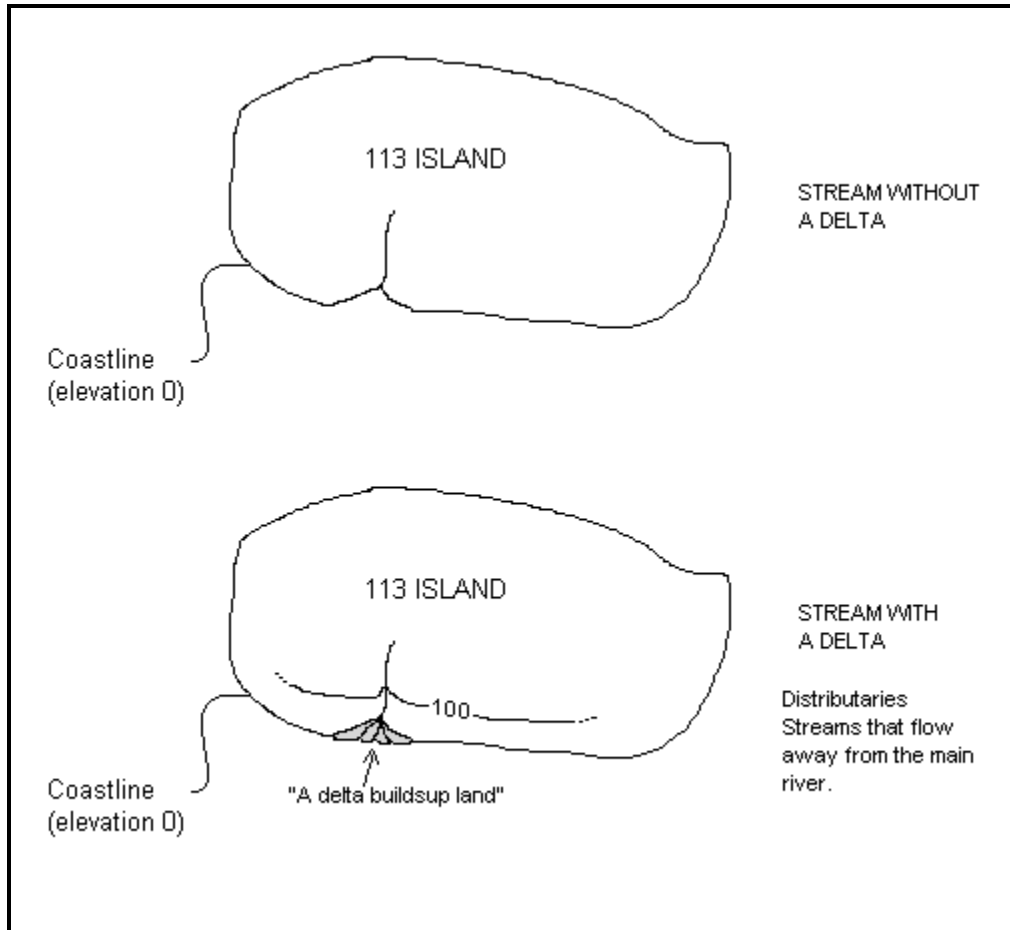 113 ISLAND
STREAM WITHOUT
A DELTA
Coastline
(elevation 0)
113 ISLAND
STREAM WITH
A DELTA
100
Distributaries
Streams that flow
away from the main
river.
"A delta buildsup land"
Coastline
(elevation 0)